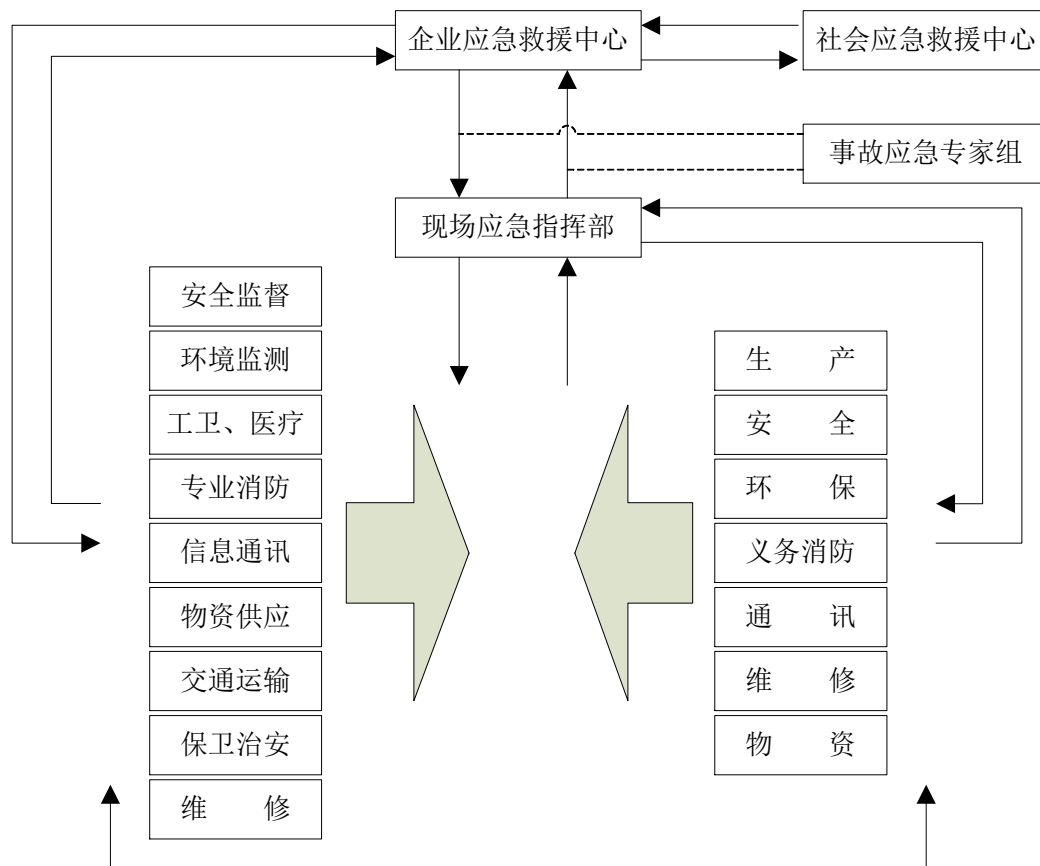 企业应急救援中心
社会应急救援中心
事故应急专家组
现场应急指挥部
安全监督
环境监测
工卫、医疗
专业消防
信息通讯
物资供应
交通运输
保卫治安
维 修
生 产
安 全
环 保
义务消防
通 讯
维 修
物 资